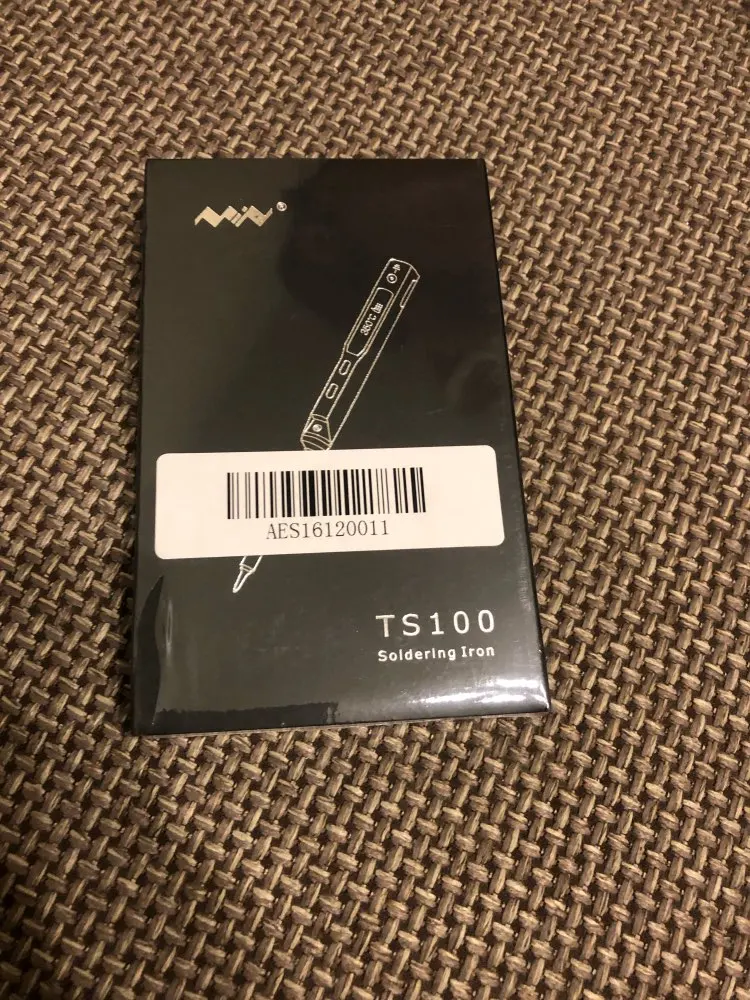 AES16120011
TS100
Soldering Iron